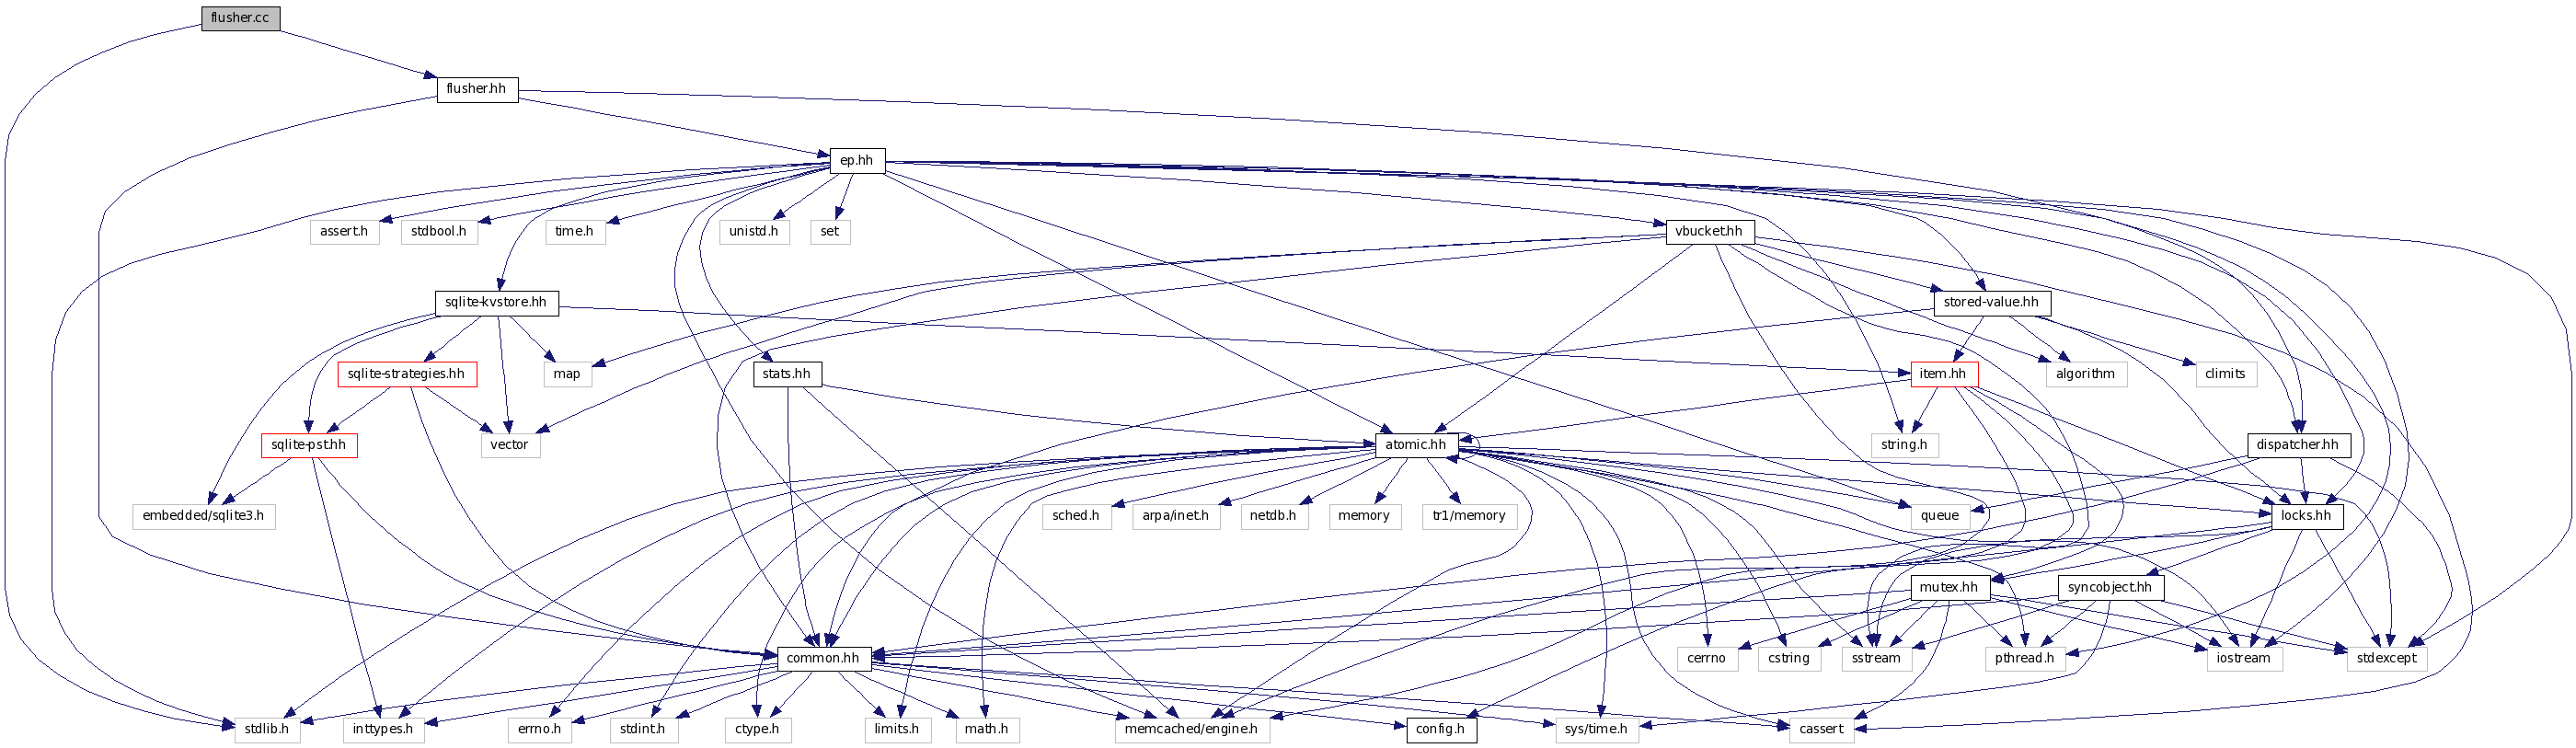 flusher.cc
flusher.hh
ep.hh
assert.h
stdbool.h
time.h
unistd.h
set
vbucket.hh
sqlite-kvstore.hh
stored-value.hh
sqlite-strategies.hh
map
stats.hh
item.hh
algorithm
climits
sqlite-pst.hh
vector
atomic.hh
string.h
dispatcher.hh
embedded/sqlite3.h
sched.h
arpa/inet.h
netdb.h
memory
tr1/memory
queue
locks.hh
mutex.hh
syncobject.hh
common.hh
cerrno
cstring
sstream
pthread.h
iostream
stdexcept
stdlib.h
inttypes.h
errno.h
stdint.h
ctype.h
limits.h
math.h
memcached/engine.h
config.h
sys/time.h
cassert